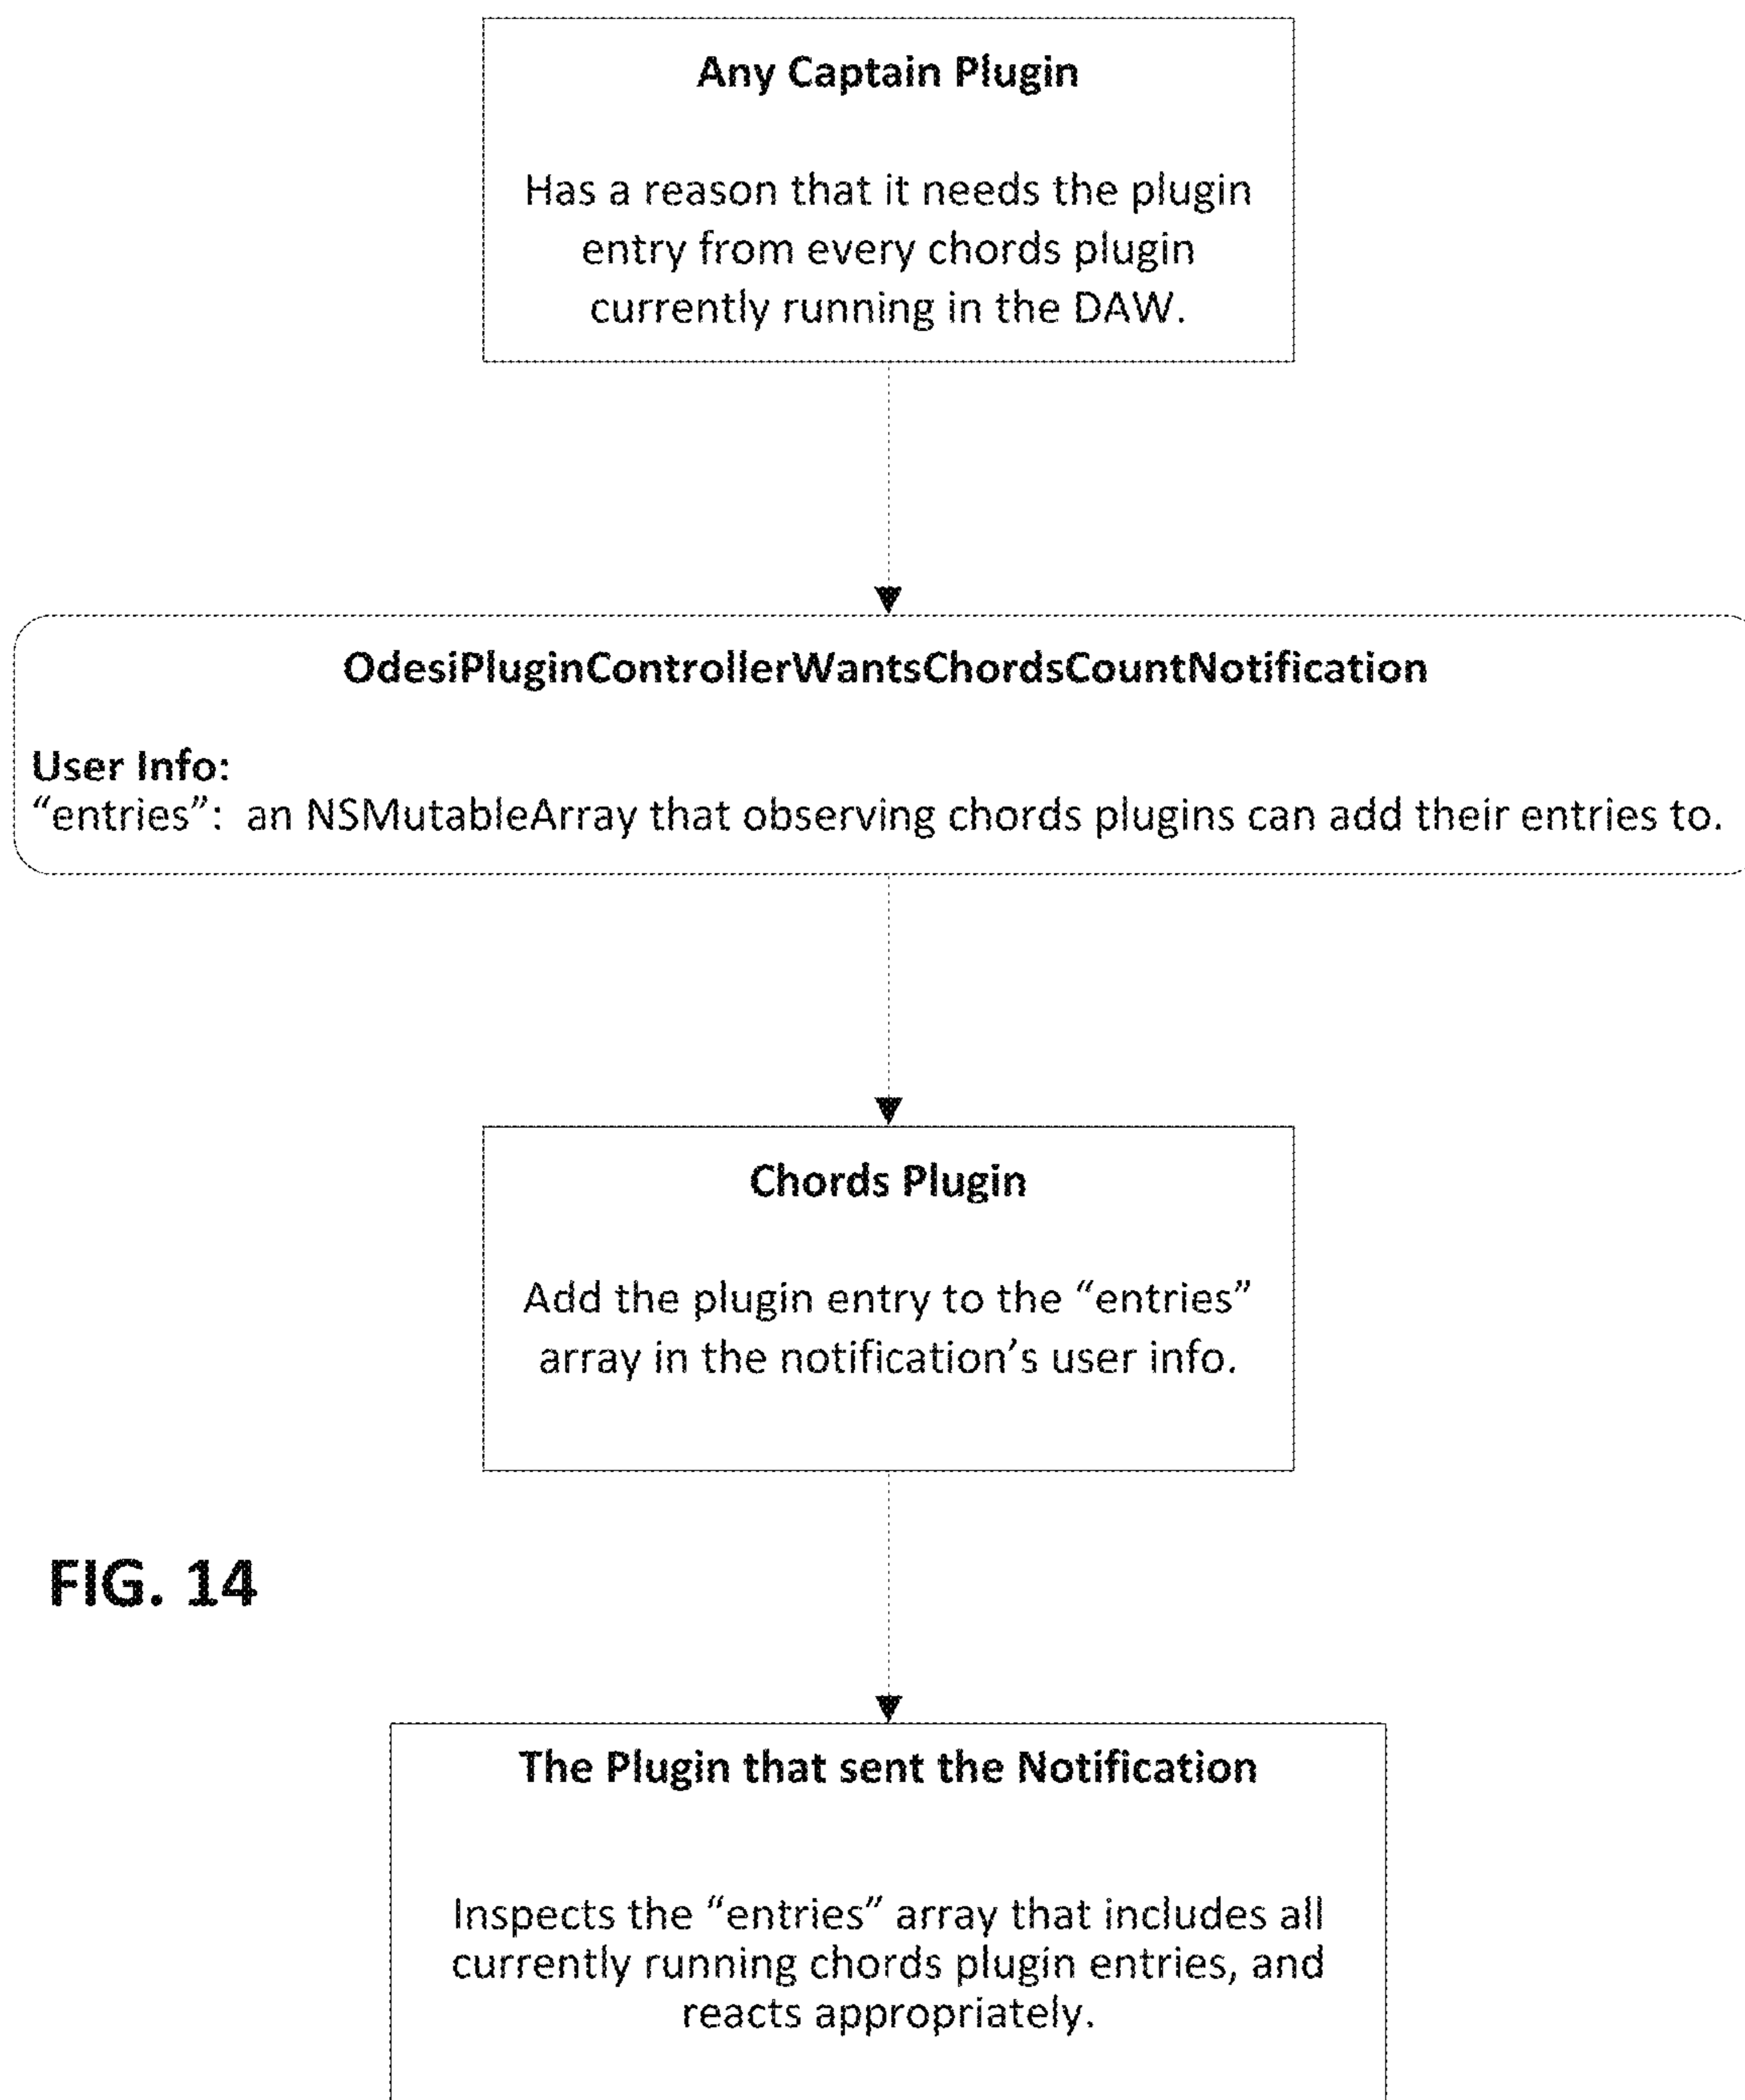 Any Captain Plugin
Has a reason that it needs the plugin
entry from every chords plugin
currently running in the DAW.
OdesiPluginControllerWantsChordsCountNotification
User Info:
“entries”: an NSMutableArray that observing chords plugins can add their entries to.
Chords Plugin
Add the plugin entry to the “entries”
array in the notification’s user info.
FIG. 14
The Plugin that sent the Notification
Inspects the “entries” array that includes all
currently running chords plugin entries, and
reacts appropriately.